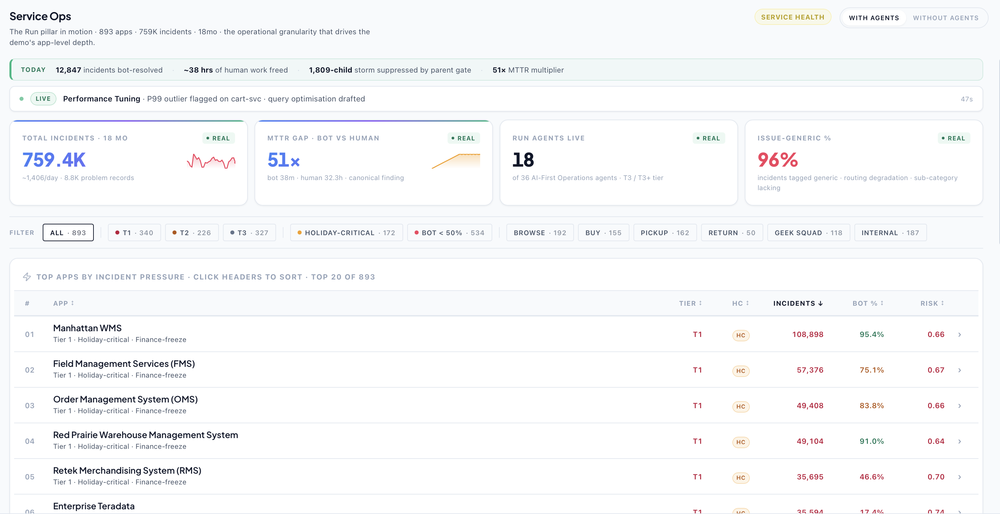 Service Ops
SERVICE HEALTH
WITH AGENTS
WITHOUT AGENTS
The Run pillar in motion · 893 apps · 759K incidents · 18mo · the operational granularity that drives the
demo's app-level depth.
TODAY 12,847 incidents bot-resolved · ~38 hrs of human work freed · 1,809-child storm suppressed by parent gate · 51× MTTR multiplier
LIVE Performance Tuning · P99 outlier flagged on cart-svc · query optimisation drafted 47s
TOTAL INCIDENTS · 18 MO REAL
759.4K
~1,406/day · 8.8K problem records
MTTR GAP · BOT VS HUMAN REAL
51×
bot 38m · human 32.3h · canonical finding
RUN AGENTS LIVE REAL
18
of 36 AI-First Operations agents · T3 / T3+ tier
ISSUE-GENERIC % REAL
96%
incidents tagged generic · routing degradation · sub-category
lacking
FILTER ALL · 893 T1 · 340 T2 · 226 T3 · 327 HOLIDAY-CRITICAL · 172 BOT < 50% · 534 BROWSE · 192 BUY · 155 PICKUP · 162 RETURN · 50 GEEK SQUAD · 118 INTERNAL · 187
TOP APPS BY INCIDENT PRESSURE · CLICK HEADERS TO SORT · TOP 20 OF 893
# APP ↕ TIER ↕ HC ↕ INCIDENTS ↓ BOT % ↕ RISK ↕
01 Manhattan WMS T1 HC 108,898 95.4% 0.66 ›
Tier 1 · Holiday-critical · Finance-freeze
02 Field Management Services (FMS) T1 HC 57,376 75.1% 0.67 ›
Tier 1 · Holiday-critical · Finance-freeze
03 Order Management System (OMS) T1 HC 49,408 83.8% 0.66 ›
Tier 1 · Holiday-critical · Finance-freeze
04 Red Prairie Warehouse Management System T1 HC 49,104 91.0% 0.64 ›
Tier 1 · Holiday-critical · Finance-freeze
05 Retek Merchandising System (RMS) T1 HC 35,695 46.6% 0.70 ›
Tier 1 · Holiday-critical · Finance-freeze
06 Enterprise Teradata T1 HC 35,594 17.4% 0.74 ›